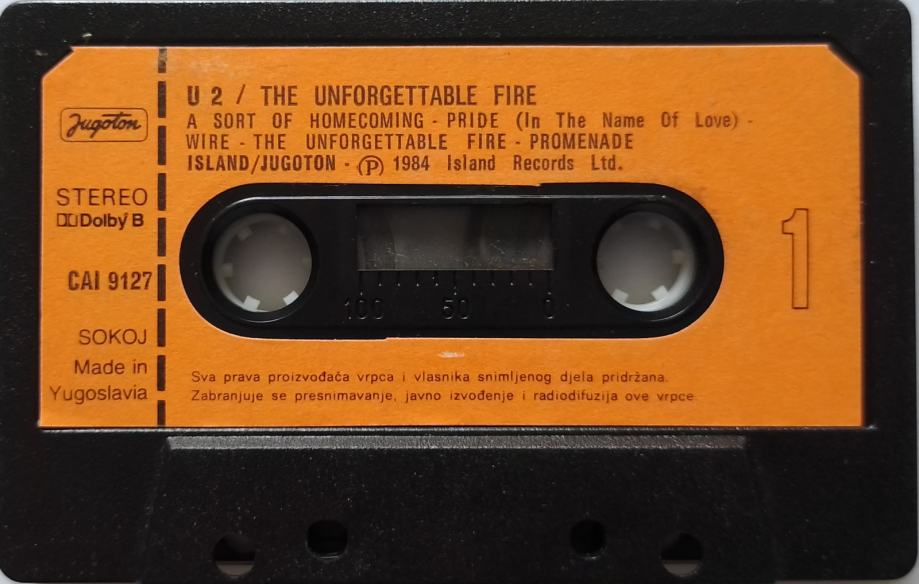 U 2 / THE UNFORGETTABLE FIRE
A SORT OF HOMECOMING - PRIDE (In The Name Of Love) -
WIRE - THE UNFORGETTABLE FIRE - PROMENADE
ISLAND/JUGOTON - Ⓟ 1984 Island Records Ltd.
Jugoton
STEREO
Dolby B
CAI 9127
SOKOJ
Made in
Yugoslavia
1
100 50 0
Sva prava proizvođača vrpca i vlasnika snimljenog djela pridržana.
Zabranjuje se presnimavanje, javno izvođenje i radiodifuzija ove vrpce